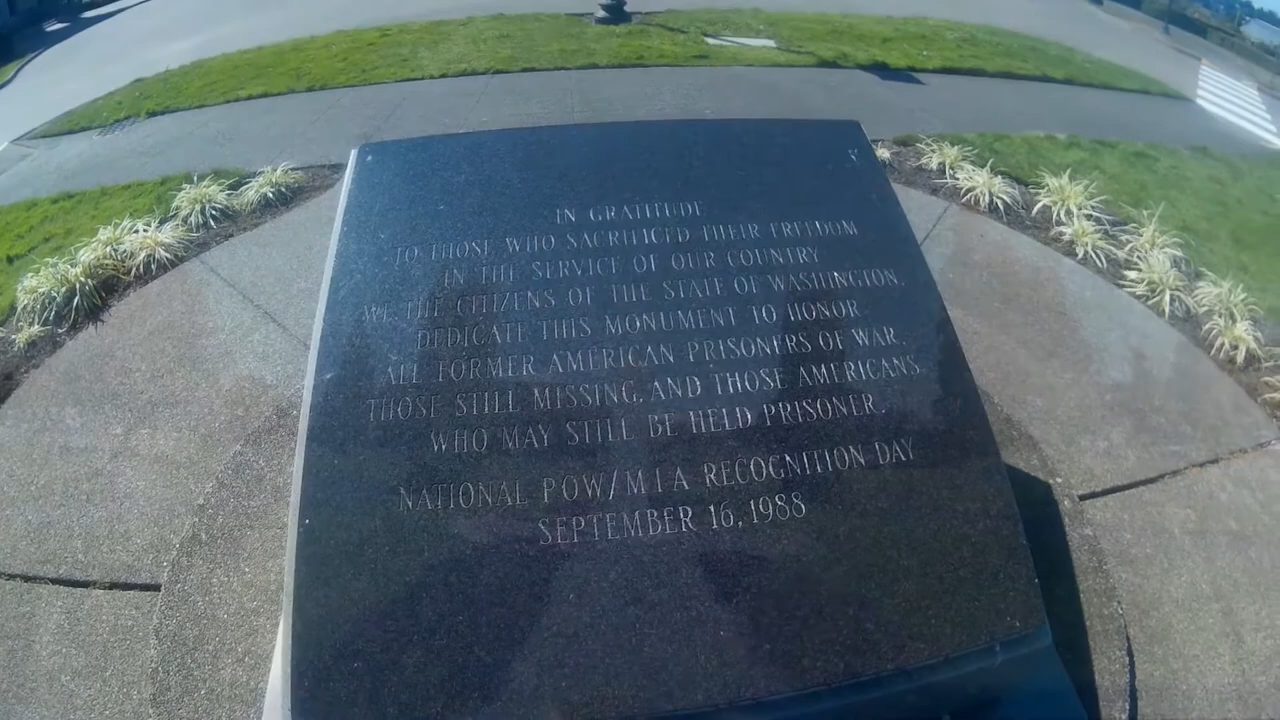 IN GRATITUDE
TO THOSE WHO SACRIFICED THEIR FREEDOM
IN THE SERVICE OF OUR COUNTRY
WE, THE CITIZENS OF THE STATE OF WASHINGTON,
DEDICATE THIS MONUMENT TO HONOR
ALL FORMER AMERICAN PRISONERS OF WAR,
THOSE STILL MISSING, AND THOSE AMERICANS
WHO MAY STILL BE HELD PRISONER.
NATIONAL POW/MIA RECOGNITION DAY
SEPTEMBER 16, 1988